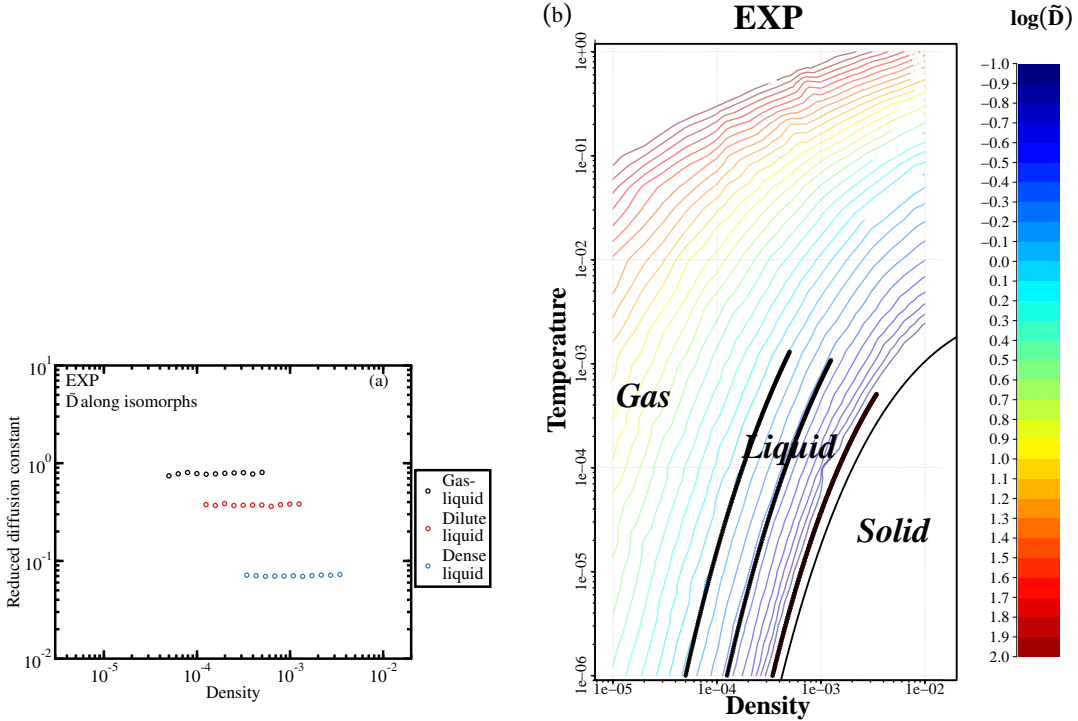 EXP
(a)
D̃ along isomorphs
Reduced diffusion constant
10^1
10^0
10^-1
10^-2
10^-5
10^-4
10^-3
10^-2
Density
Gas-
liquid
Dilute
liquid
Dense
liquid
(b)
EXP
Temperature
1e+00
1e−01
1e−02
1e−03
1e−04
1e−05
1e−06
Gas
Liquid
Solid
1e−05
1e−04
1e−03
1e−02
Density
log(D̃)
−1.0
−0.9
−0.8
−0.7
−0.6
−0.5
−0.4
−0.3
−0.2
−0.1
0.0
0.1
0.2
0.3
0.4
0.5
0.6
0.7
0.8
0.9
1.0
1.1
1.2
1.3
1.4
1.5
1.6
1.7
1.8
1.9
2.0